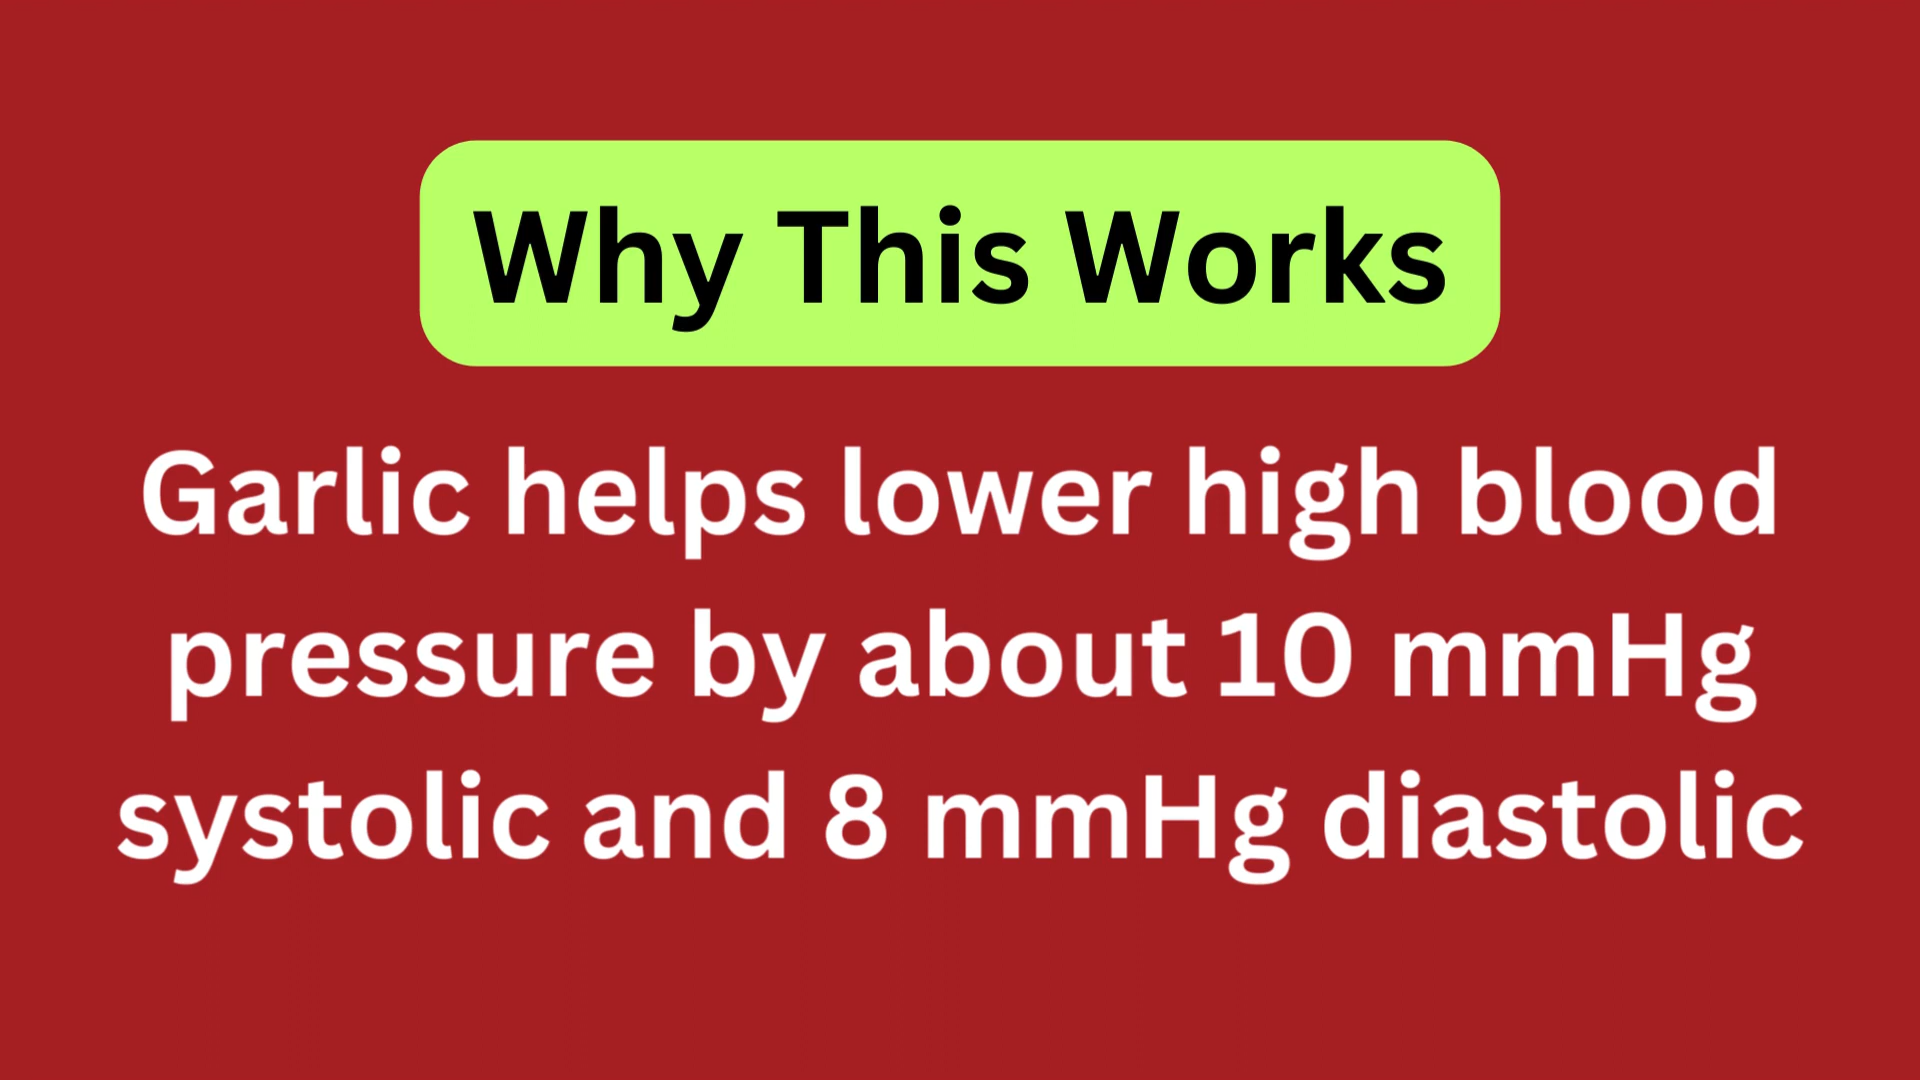 Why This Works
Garlic helps lower high blood
pressure by about 10 mmHg
systolic and 8 mmHg diastolic